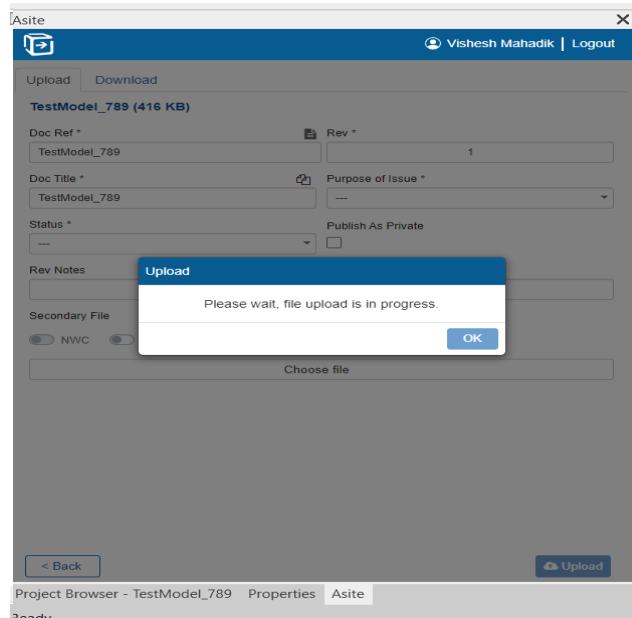 Asite
Vishesh Mahadik | Logout
Upload Download
TestModel_789 (416 KB)
Doc Ref * Rev *
TestModel_789 1
Doc Title * Purpose of Issue *
TestModel_789 ---
Status * Publish As Private
---
Rev Notes
Upload
Please wait, file upload is in progress.
OK
Secondary File
NWC
Choose file
< Back Upload
Project Browser - TestModel_789 Properties Asite
Ready